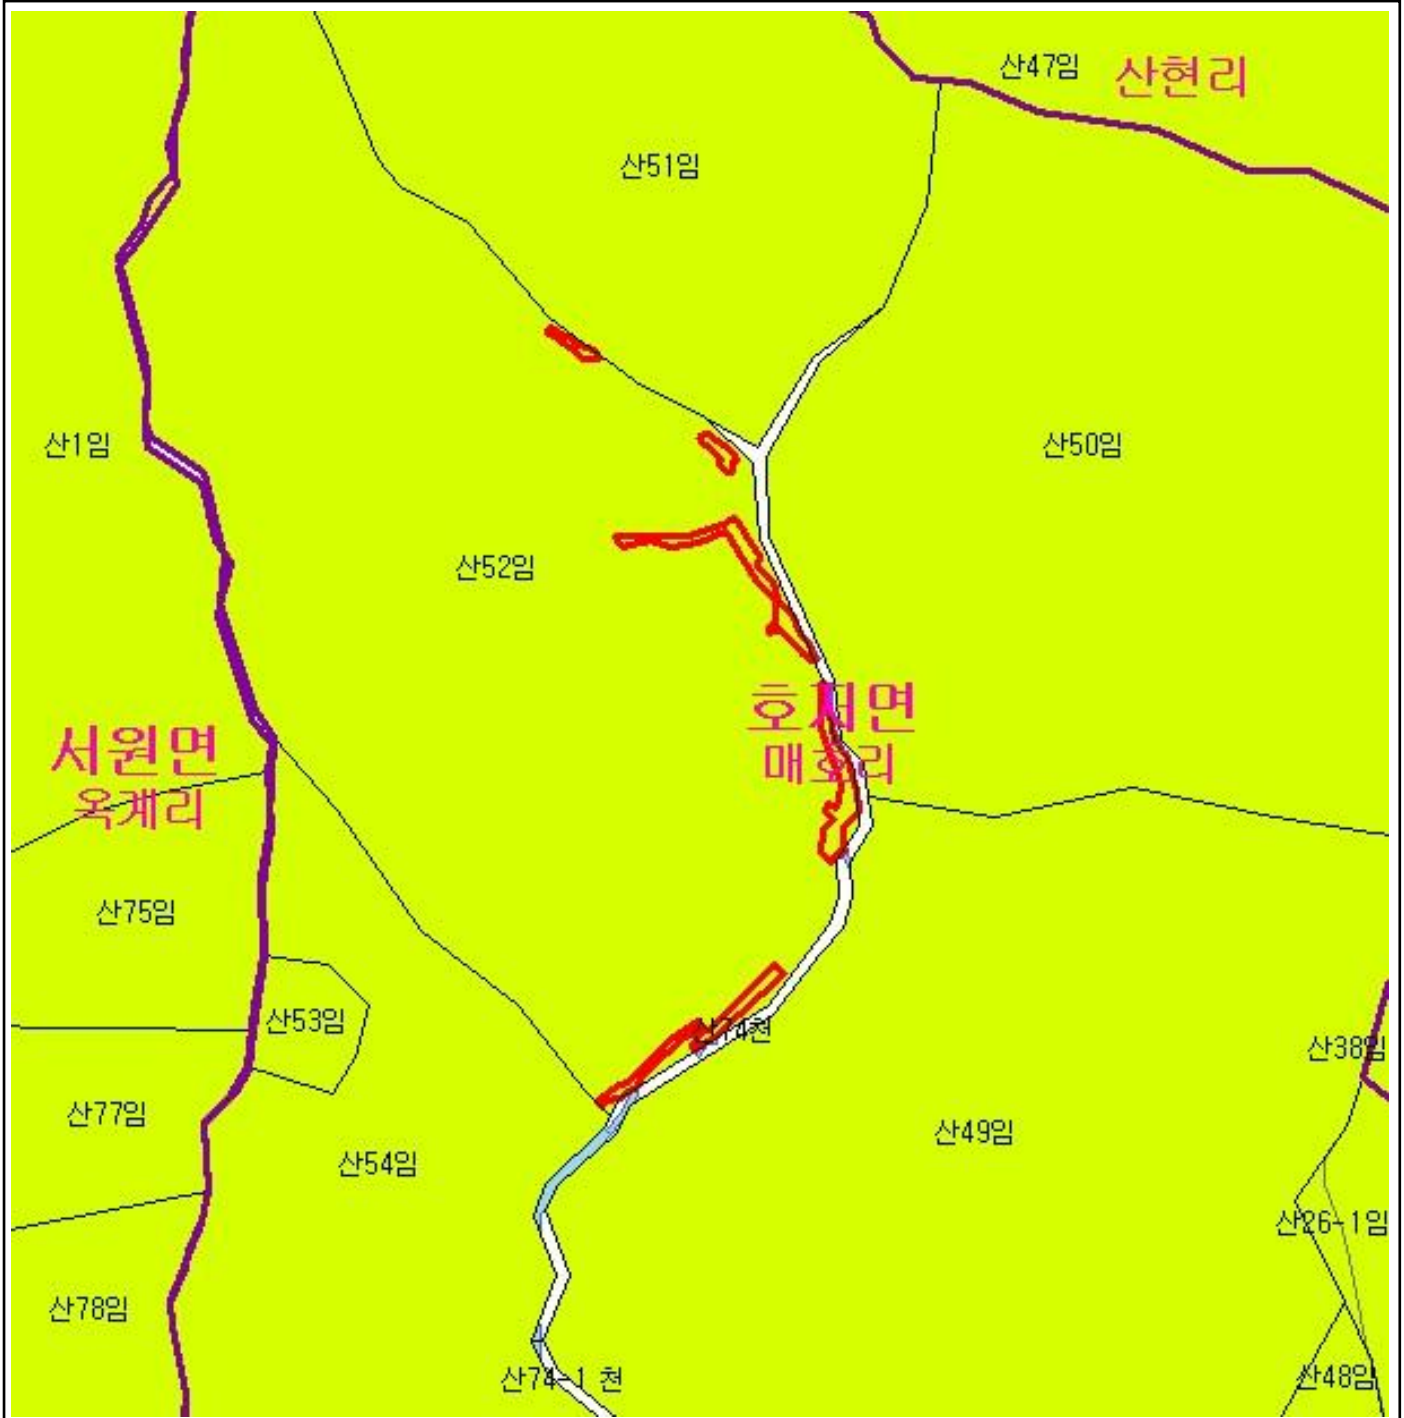 산47임
산현리
산51임
산1임
산50임
산52임
호저면
매호리
서원면
옥계리
산75임
산53임
산74천
산38임
산77임
산49임
산54임
산26-1임
산78임
산74-1 천
산48임